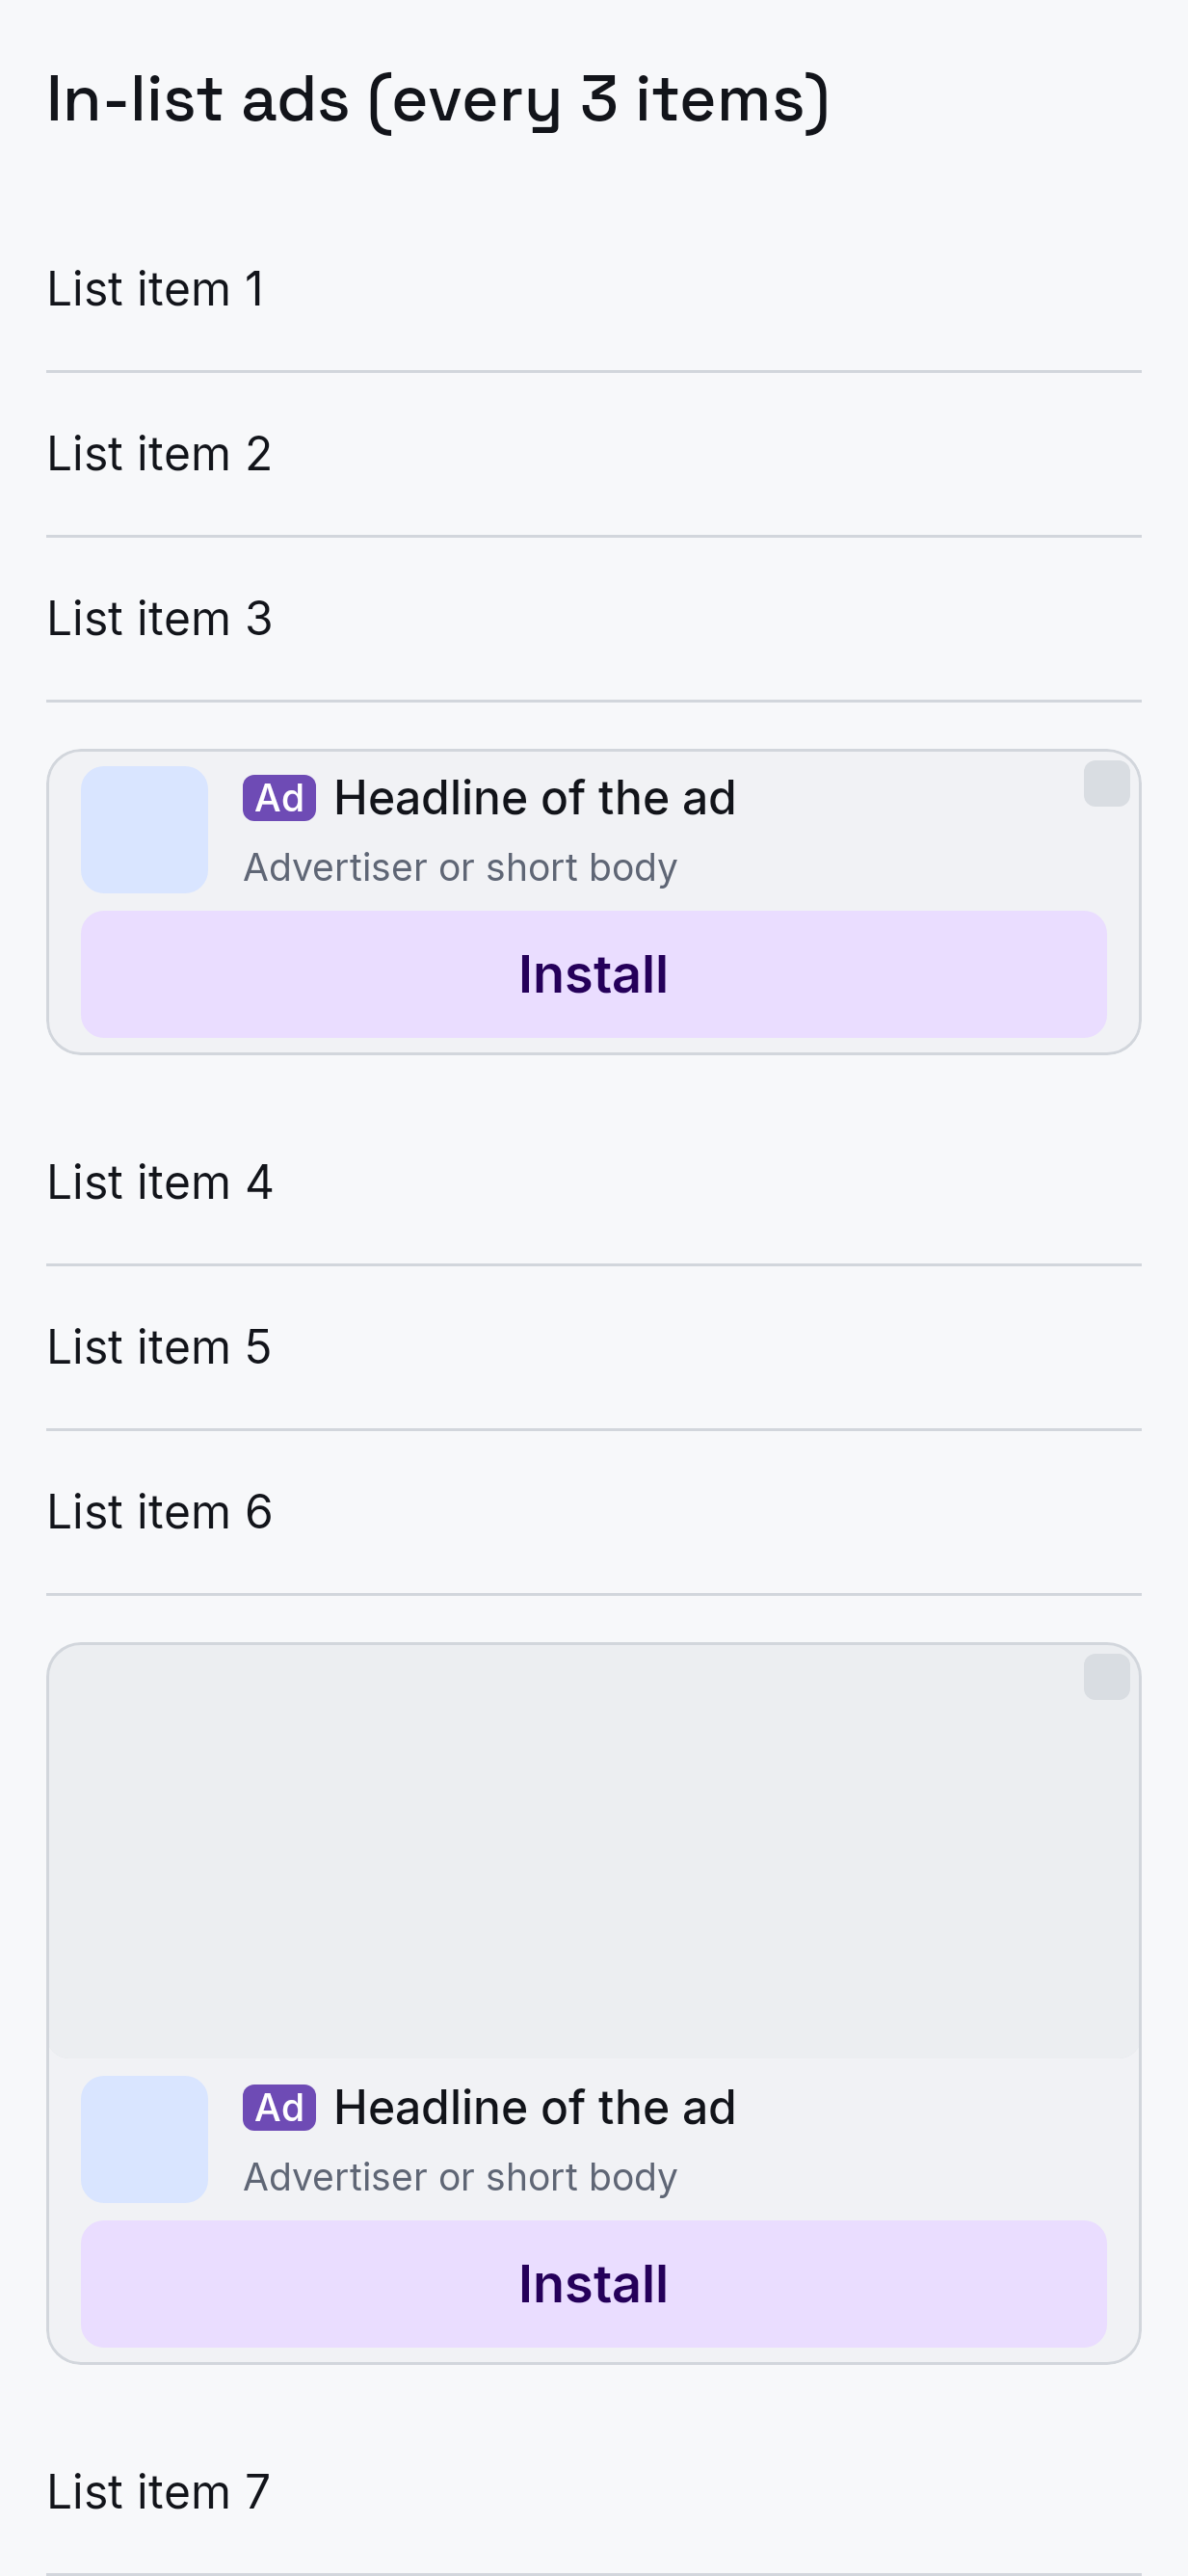 In-list ads (every 3 items)
List item 1
List item 2
List item 3
Ad Headline of the ad
Advertiser or short body
Install
List item 4
List item 5
List item 6
Ad Headline of the ad
Advertiser or short body
Install
List item 7